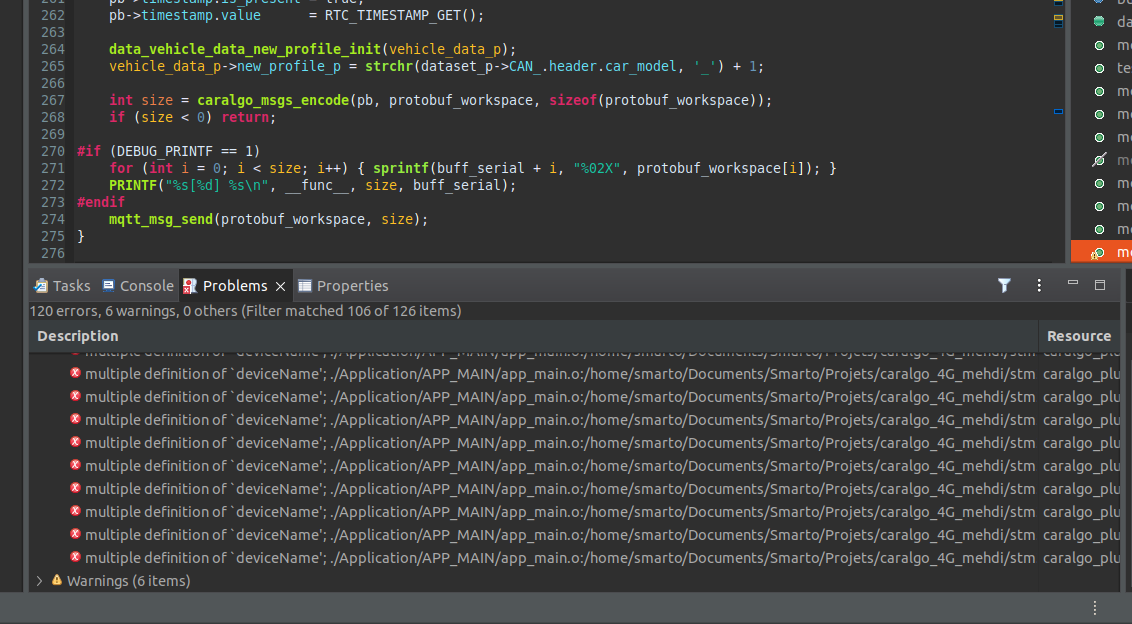 261     pb->timestamp.is_present = true;
262     pb->timestamp.value      = RTC_TIMESTAMP_GET();
263
264     data_vehicle_data_new_profile_init(vehicle_data_p);
265     vehicle_data_p->new_profile_p = strchr(dataset_p->CAN_.header.car_model, '_') + 1;
266
267     int size = caralgo_msgs_encode(pb, protobuf_workspace, sizeof(protobuf_workspace));
268     if (size < 0) return;
269
270 #if (DEBUG_PRINTF == 1)
271     for (int i = 0; i < size; i++) { sprintf(buff_serial + i, "%02X", protobuf_workspace[i]); }
272     PRINTF("%s[%d] %s\n", __func__, size, buff_serial);
273 #endif
274     mqtt_msg_send(protobuf_workspace, size);
275 }
276
da
me
te
me
me
me
me
me
me
me
me
Tasks Console Problems Properties
120 errors, 6 warnings, 0 others (Filter matched 106 of 126 items)
Description Resource
multiple definition of `deviceName'; ./Application/APP_MAIN/app_main.o:/home/smarto/Documents/Smarto/Projets/caralgo_4G_mehdi/stm caralgo_plu
multiple definition of `deviceName'; ./Application/APP_MAIN/app_main.o:/home/smarto/Documents/Smarto/Projets/caralgo_4G_mehdi/stm caralgo_plu
multiple definition of `deviceName'; ./Application/APP_MAIN/app_main.o:/home/smarto/Documents/Smarto/Projets/caralgo_4G_mehdi/stm caralgo_plu
multiple definition of `deviceName'; ./Application/APP_MAIN/app_main.o:/home/smarto/Documents/Smarto/Projets/caralgo_4G_mehdi/stm caralgo_plu
multiple definition of `deviceName'; ./Application/APP_MAIN/app_main.o:/home/smarto/Documents/Smarto/Projets/caralgo_4G_mehdi/stm caralgo_plu
multiple definition of `deviceName'; ./Application/APP_MAIN/app_main.o:/home/smarto/Documents/Smarto/Projets/caralgo_4G_mehdi/stm caralgo_plu
multiple definition of `deviceName'; ./Application/APP_MAIN/app_main.o:/home/smarto/Documents/Smarto/Projets/caralgo_4G_mehdi/stm caralgo_plu
multiple definition of `deviceName'; ./Application/APP_MAIN/app_main.o:/home/smarto/Documents/Smarto/Projets/caralgo_4G_mehdi/stm caralgo_plu
multiple definition of `deviceName'; ./Application/APP_MAIN/app_main.o:/home/smarto/Documents/Smarto/Projets/caralgo_4G_mehdi/stm caralgo_plu
multiple definition of `deviceName'; ./Application/APP_MAIN/app_main.o:/home/smarto/Documents/Smarto/Projets/caralgo_4G_mehdi/stm caralgo_plu
Warnings (6 items)